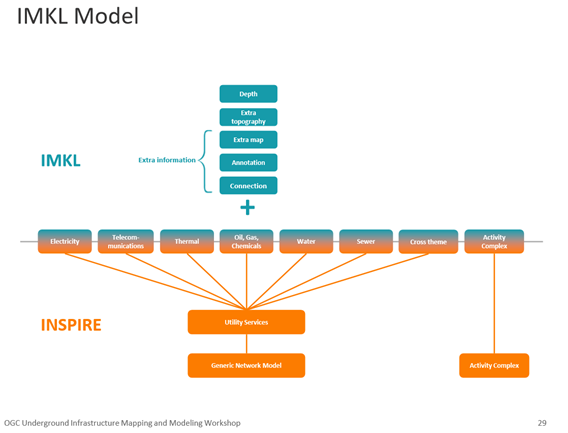 IMKL Model
Depth
Extra
topography
Extra map
IMKL
Extra information
Annotation
Connection
+
Electricity
Telecom-
munications
Thermal
Oil, Gas,
Chemicals
Water
Sewer
Cross theme
Activity
Complex
INSPIRE
Utility Services
Generic Network Model
Activity Complex
OGC Underground Infrastructure Mapping and Modeling Workshop
29